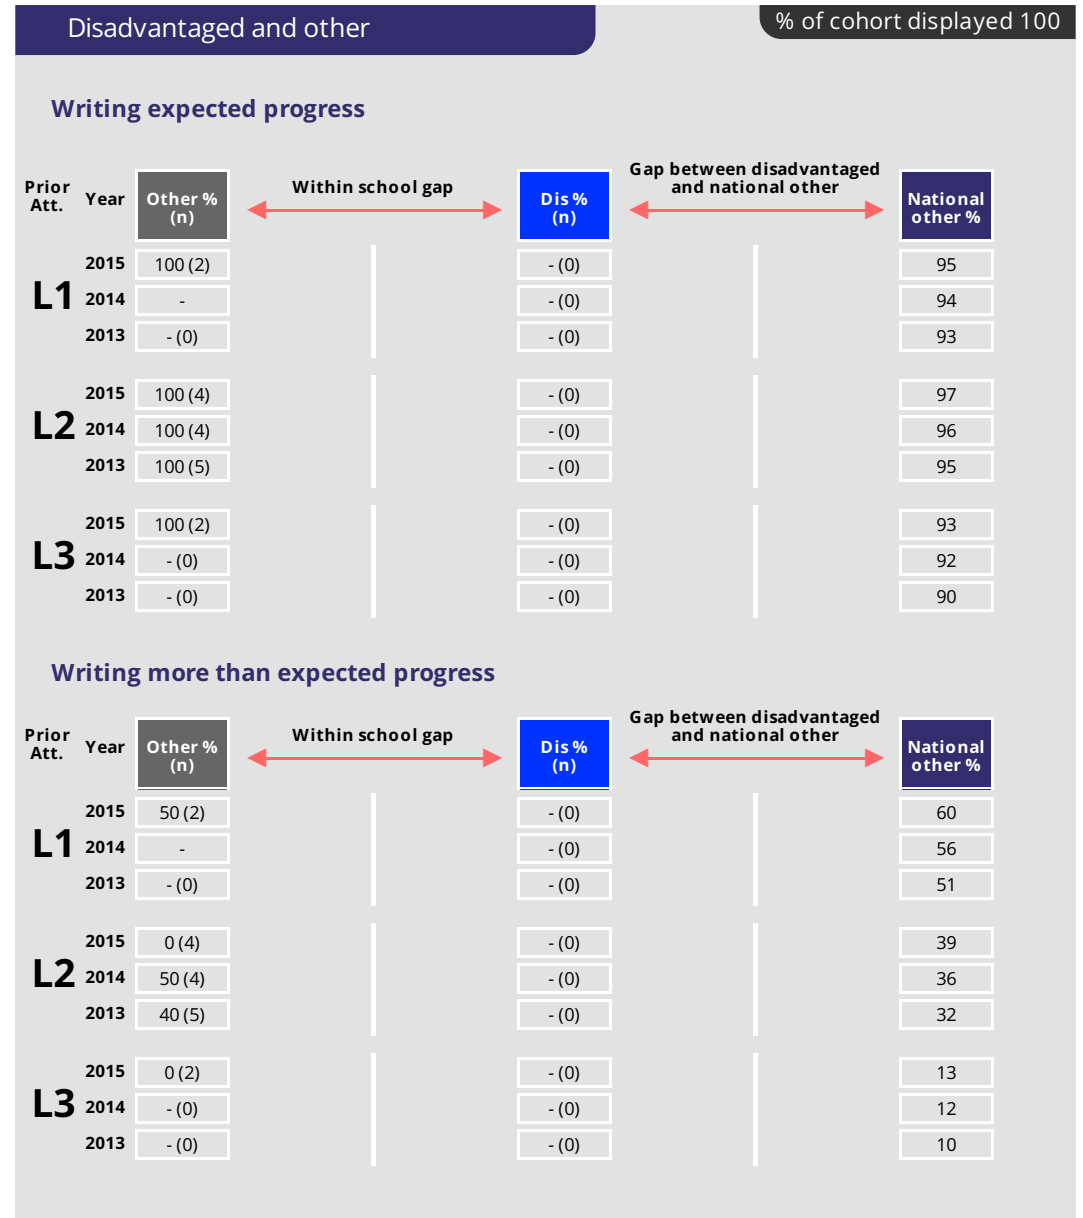 Disadvantaged and other
% of cohort displayed 100
Writing expected progress
Prior Att. Year Other % (n) Within school gap Dis % (n) Gap between disadvantaged and national other National other %
L1
2015 100 (2) - (0) 95
2014 - - (0) 94
2013 - (0) - (0) 93
L2
2015 100 (4) - (0) 97
2014 100 (4) - (0) 96
2013 100 (5) - (0) 95
L3
2015 100 (2) - (0) 93
2014 - (0) - (0) 92
2013 - (0) - (0) 90
Writing more than expected progress
Prior Att. Year Other % (n) Within school gap Dis % (n) Gap between disadvantaged and national other National other %
L1
2015 50 (2) - (0) 60
2014 - - (0) 56
2013 - (0) - (0) 51
L2
2015 0 (4) - (0) 39
2014 50 (4) - (0) 36
2013 40 (5) - (0) 32
L3
2015 0 (2) - (0) 13
2014 - (0) - (0) 12
2013 - (0) - (0) 10